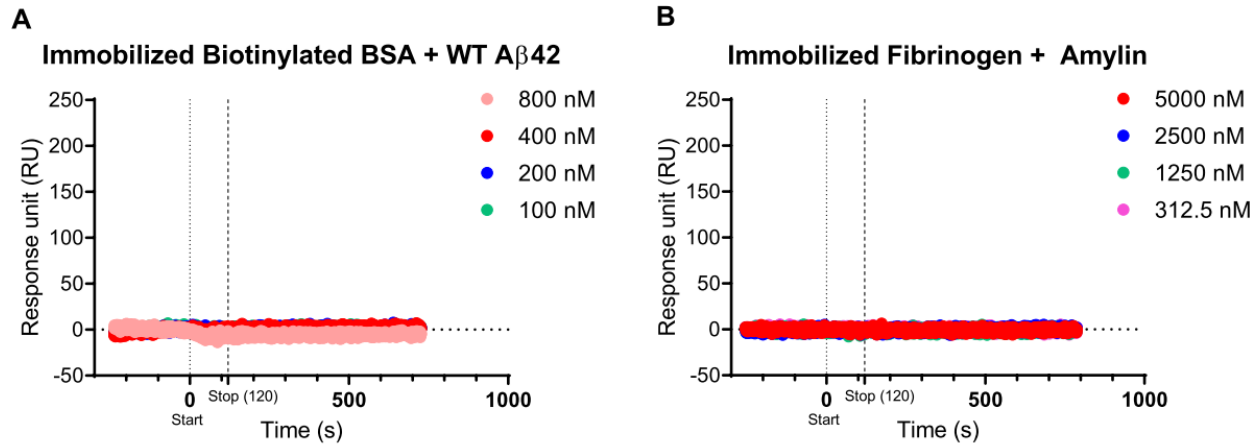 A
Immobilized Biotinylated BSA + WT Aβ42
250
200
150
100
50
0
-50
Response unit (RU)
800 nM
400 nM
200 nM
100 nM
0
500
1000
Start
Stop (120)
Time (s)
B
Immobilized Fibrinogen + Amylin
250
200
150
100
50
0
-50
Response unit (RU)
5000 nM
2500 nM
1250 nM
312.5 nM
0
500
1000
Start
Stop (120)
Time (s)